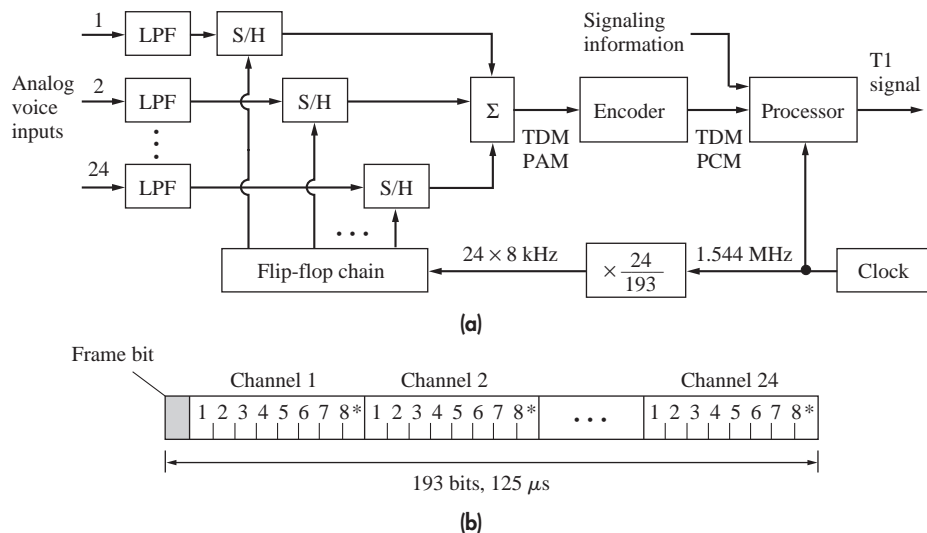 1
LPF
S/H
Analog
voice
inputs
2
LPF
S/H
24
LPF
S/H
Σ
TDM
PAM
Encoder
TDM
PCM
Signaling
information
Processor
T1
signal
Flip-flop chain
24 × 8 kHz
× 24/193
1.544 MHz
Clock
(a)
Frame bit
Channel 1
Channel 2
Channel 24
1 2 3 4 5 6 7 8* 1 2 3 4 5 6 7 8* • • • 1 2 3 4 5 6 7 8*
193 bits, 125 μs
(b)